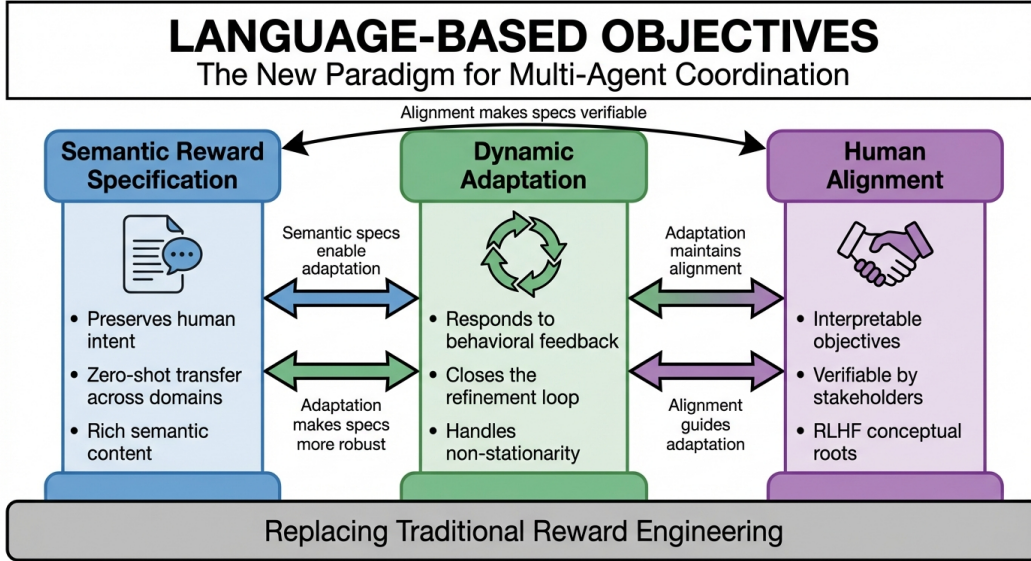 LANGUAGE-BASED OBJECTIVES
The New Paradigm for Multi-Agent Coordination
Alignment makes specs verifiable
Semantic Reward
Specification
• Preserves human
intent
• Zero-shot transfer
across domains
• Rich semantic
content
Semantic specs
enable
adaptation
Adaptation
makes specs
more robust
Dynamic
Adaptation
• Responds to
behavioral feedback
• Closes the
refinement loop
• Handles
non-stationarity
Adaptation
maintains
alignment
Alignment
guides
adaptation
Human
Alignment
• Interpretable
objectives
• Verifiable by
stakeholders
• RLHF conceptual
roots
Replacing Traditional Reward Engineering